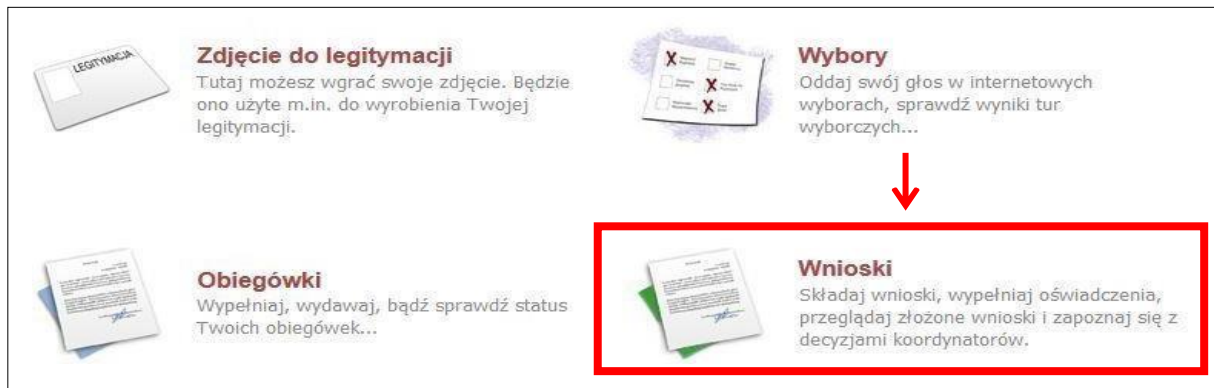 LEGITYMACJA
Zdjęcie do legitymacji
Tutaj możesz wgrać swoje zdjęcie. Będzie
ono użyte m.in. do wyrobienia Twojej
legitymacji.
Wybory
Oddaj swój głos w internetowych
wyborach, sprawdź wyniki tur
wyborczych...
Obiegówki
Wypełniaj, wydawaj, bądź sprawdź status
Twoich obiegówek...
Wnioski
Składaj wnioski, wypełniaj oświadczenia,
przeglądaj złożone wnioski i zapoznaj się z
decyzjami koordynatorów.